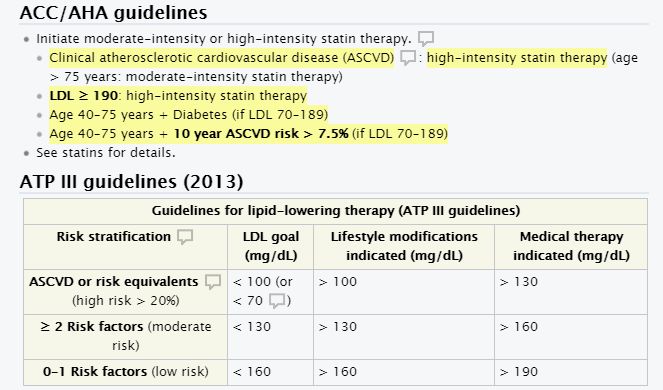 ACC/AHA guidelines
Initiate moderate-intensity or high-intensity statin therapy.
Clinical atherosclerotic cardiovascular disease (ASCVD) : high-intensity statin therapy (age
> 75 years: moderate-intensity statin therapy)
LDL ≥ 190: high-intensity statin therapy
Age 40-75 years + Diabetes (if LDL 70-189)
Age 40-75 years + 10 year ASCVD risk > 7.5% (if LDL 70-189)
See statins for details.
ATP III guidelines (2013)
Guidelines for lipid-lowering therapy (ATP III guidelines)
Risk stratification LDL goal Lifestyle modifications Medical therapy
(mg/dL) indicated (mg/dL) indicated (mg/dL)
ASCVD or risk equivalents < 100 (or > 100 > 130
(high risk > 20%) < 70 )
≥ 2 Risk factors (moderate < 130 > 130 > 160
risk)
0-1 Risk factors (low risk) < 160 > 160 > 190